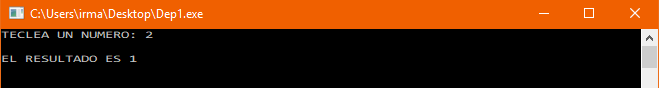 C:\Users\irma\Desktop\Dep1.exe
TECLEA UN NUMERO: 2
EL RESULTADO ES 1